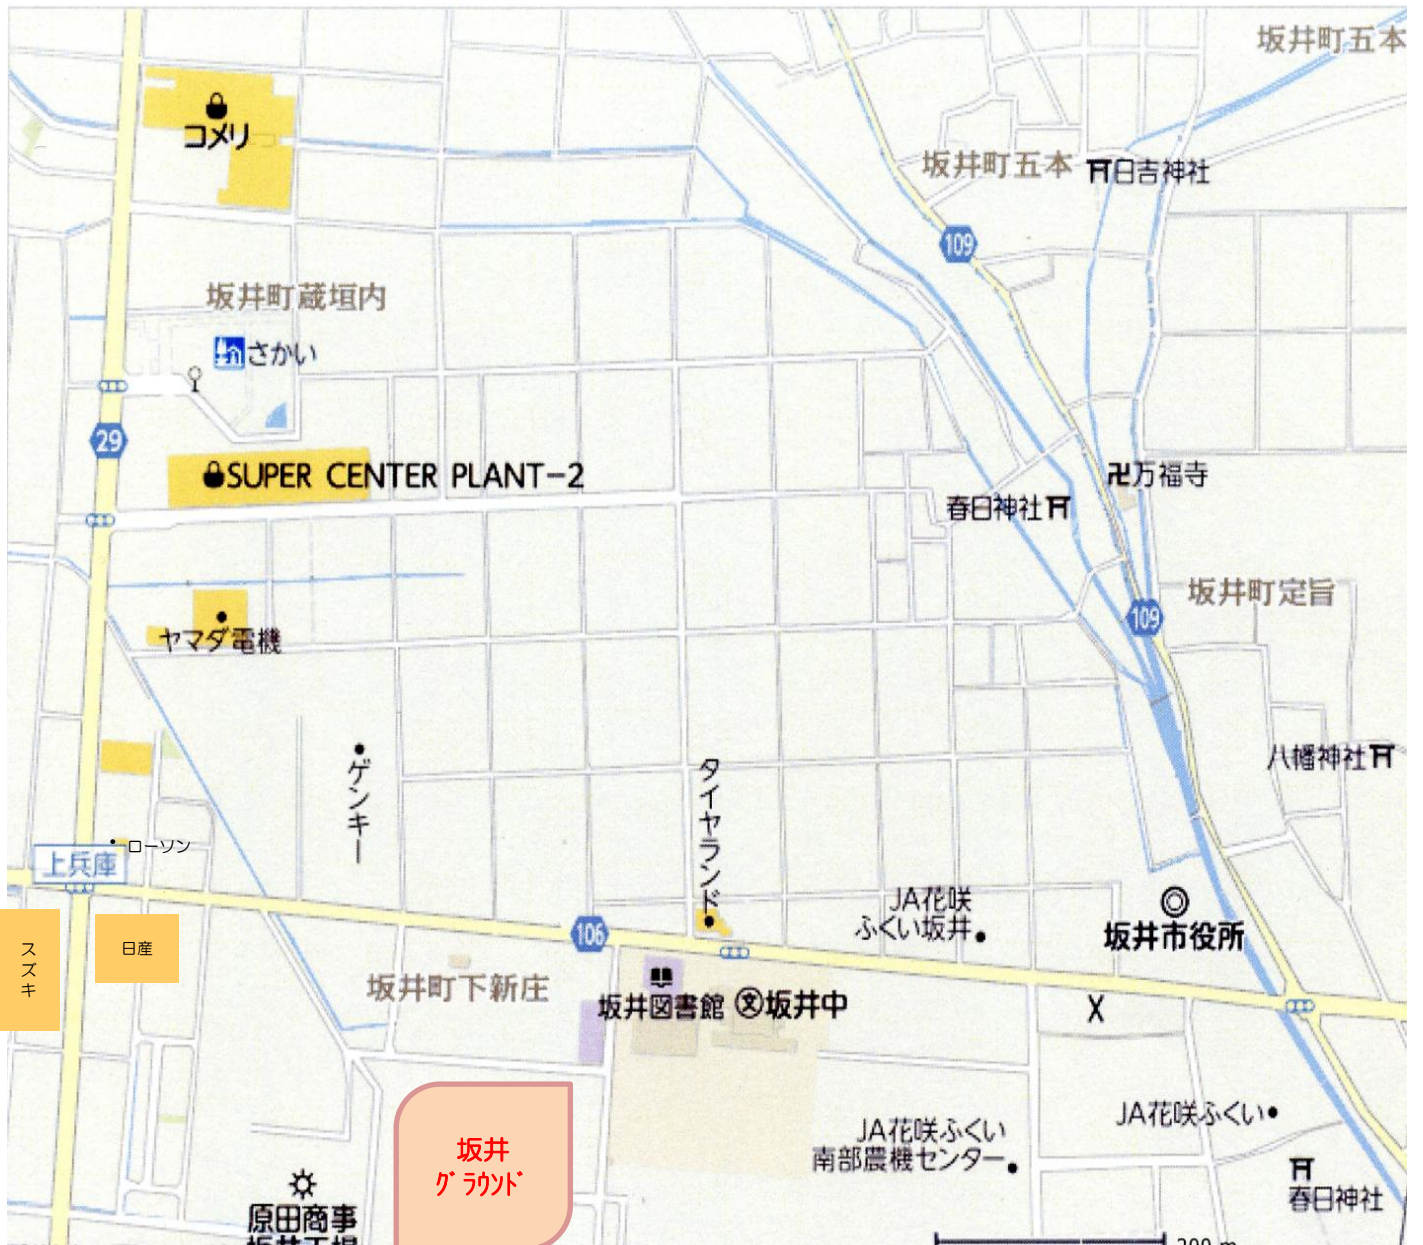 坂井町五本
コメリ
坂井町五本
日吉神社
109
坂井町蔵垣内
さかい
29
SUPER CENTER PLANT-2
卍万福寺
春日神社
坂井町定旨
109
ヤマダ電機
ゲンキー
タイヤランド
八幡神社
ローソン
上兵庫
JA花咲
ふくい坂井
坂井市役所
スズキ
日産
106
坂井町下新庄
坂井図書館
文坂井中
X
JA花咲ふくい
JA花咲ふくい
南部農機センター
坂井
グラウンド
春日神社
原田商事